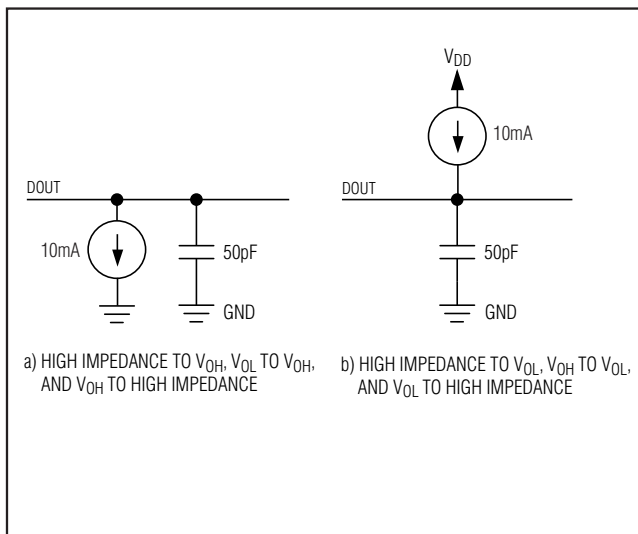 DOUT
10mA
50pF
GND
a) HIGH IMPEDANCE TO VOH, VOL TO VOH,
AND VOH TO HIGH IMPEDANCE
VDD
10mA
DOUT
50pF
GND
b) HIGH IMPEDANCE TO VOL, VOH TO VOL,
AND VOL TO HIGH IMPEDANCE